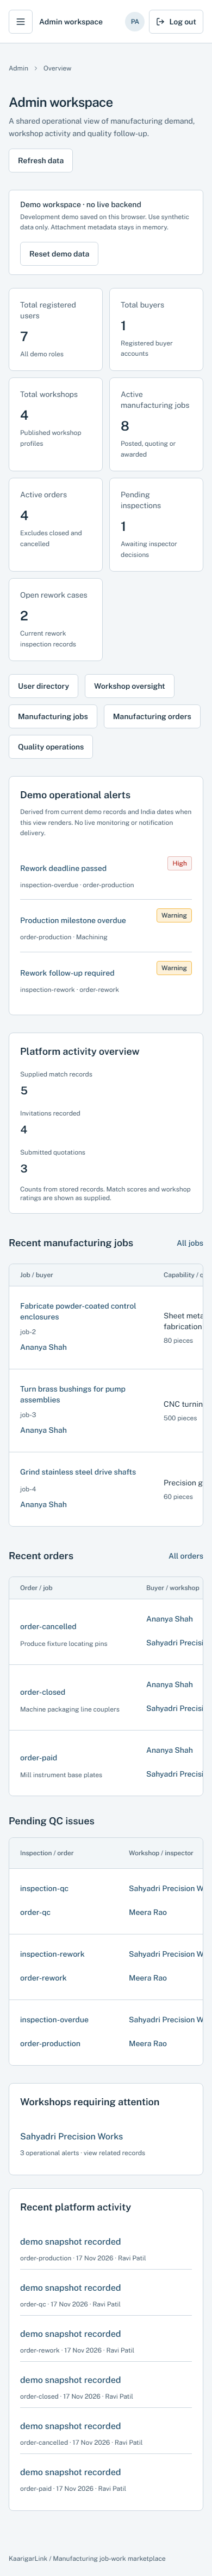 Admin workspace
PA
Log out
Admin > Overview
Admin workspace
A shared operational view of manufacturing demand,
workshop activity and quality follow-up.
Refresh data
Demo workspace · no live backend
Development demo saved on this browser. Use synthetic
data only. Attachment metadata stays in memory.
Reset demo data
Total registered
users
7
All demo roles
Total buyers
1
Registered buyer
accounts
Total workshops
4
Published workshop
profiles
Active
manufacturing jobs
8
Posted, quoting or
awarded
Active orders
4
Excludes closed and
cancelled
Pending
inspections
1
Awaiting inspector
decisions
Open rework cases
2
Current rework
inspection records
User directory
Workshop oversight
Manufacturing jobs
Manufacturing orders
Quality operations
Demo operational alerts
Derived from current demo records and India dates when
this view renders. No live monitoring or notification
delivery.
Rework deadline passed
High
inspection-overdue · order-production
Production milestone overdue
Warning
order-production · Machining
Rework follow-up required
Warning
inspection-rework · order-rework
Platform activity overview
Supplied match records
5
Invitations recorded
4
Submitted quotations
3
Counts from stored records. Match scores and workshop
ratings are shown as supplied.
Recent manufacturing jobs
All jobs
Job / buyer
Capability /
Fabricate powder-coated control
enclosures
job-2
Ananya Shah
Sheet meta
fabrication
80 pieces
Turn brass bushings for pump
assemblies
job-3
Ananya Shah
CNC turnin
500 pieces
Grind stainless steel drive shafts
job-4
Ananya Shah
Precision g
60 pieces
Recent orders
All orders
Order / job
Buyer / workshop
order-cancelled
Produce fixture locating pins
Ananya Shah
Sahyadri Precisi
order-closed
Machine packaging line couplers
Ananya Shah
Sahyadri Precisi
order-paid
Mill instrument base plates
Ananya Shah
Sahyadri Precisi
Pending QC issues
Inspection / order
Workshop / inspector
inspection-qc
order-qc
Sahyadri Precision W
Meera Rao
inspection-rework
order-rework
Sahyadri Precision W
Meera Rao
inspection-overdue
order-production
Sahyadri Precision W
Meera Rao
Workshops requiring attention
Sahyadri Precision Works
3 operational alerts · view related records
Recent platform activity
demo snapshot recorded
order-production · 17 Nov 2026 · Ravi Patil
demo snapshot recorded
order-qc · 17 Nov 2026 · Ravi Patil
demo snapshot recorded
order-rework · 17 Nov 2026 · Ravi Patil
demo snapshot recorded
order-closed · 17 Nov 2026 · Ravi Patil
demo snapshot recorded
order-cancelled · 17 Nov 2026 · Ravi Patil
demo snapshot recorded
order-paid · 17 Nov 2026 · Ravi Patil
KaarigarLink / Manufacturing job-work marketplace